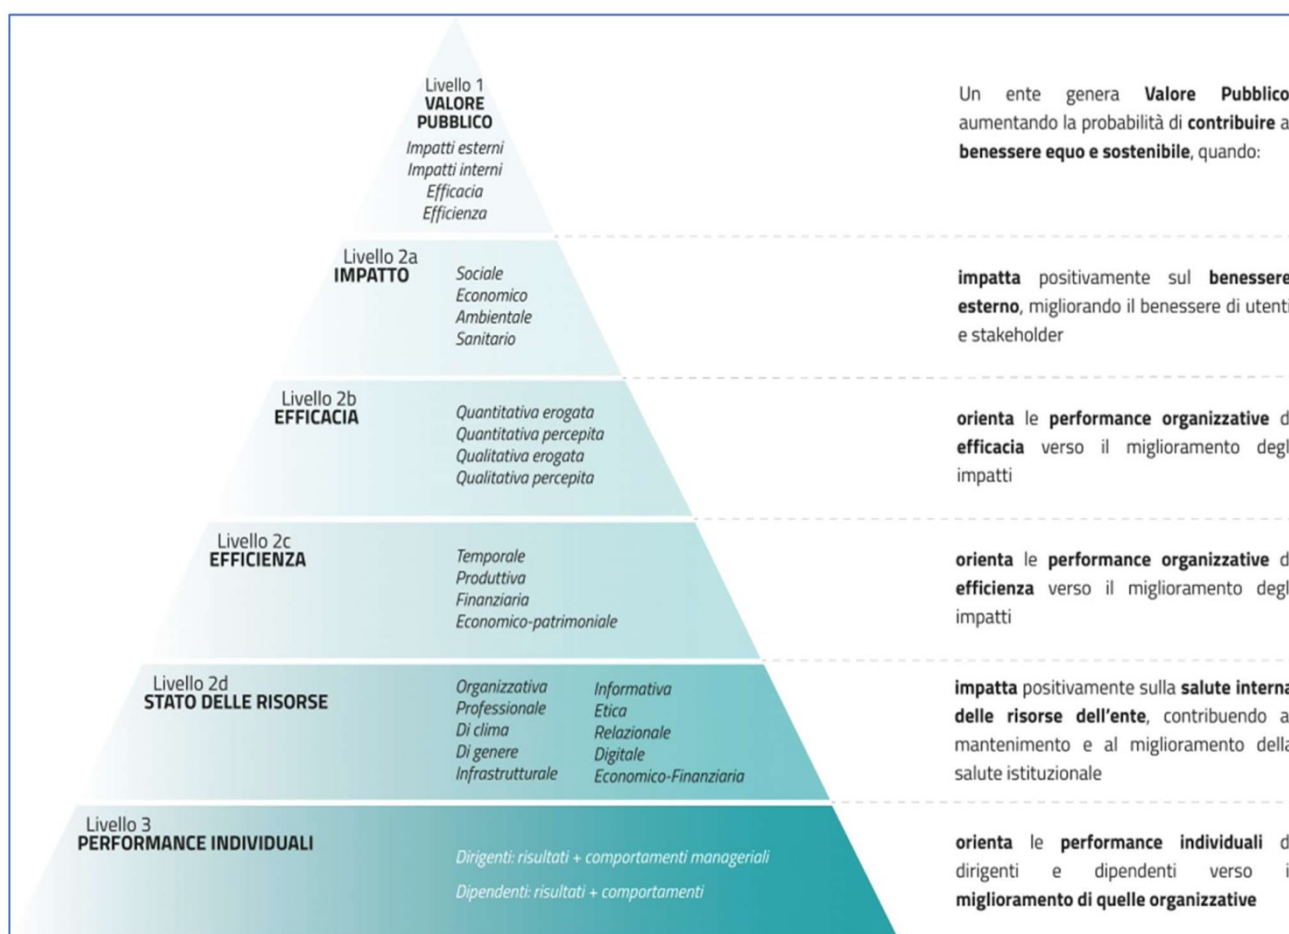 Livello 1
VALORE
PUBBLICO
Impatti esterni
Impatti interni
Efficacia
Efficienza
Un ente genera Valore Pubblico
aumentando la probabilità di contribuire a
benessere equo e sostenibile, quando:
Livello 2a
IMPATTO
Sociale
Economico
Ambientale
Sanitario
impatta positivamente sul benessere
esterno, migliorando il benessere di utenti
e stakeholder
Livello 2b
EFFICACIA
Quantitativa erogata
Quantitativa percepita
Qualitativa erogata
Qualitativa percepita
orienta le performance organizzative d
efficacia verso il miglioramento degl
impatti
Livello 2c
EFFICIENZA
Temporale
Produttiva
Finanziaria
Economico-patrimoniale
orienta le performance organizzative d
efficienza verso il miglioramento degl
impatti
Livello 2d
STATO DELLE RISORSE
Organizzativa
Professionale
Di clima
Di genere
Infrastrutturale
Informativa
Etica
Relazionale
Digitale
Economico-Finanziaria
impatta positivamente sulla salute interna
delle risorse dell'ente, contribuendo a
mantenimento e al miglioramento della
salute istituzionale
Livello 3
PERFORMANCE INDIVIDUALI
Dirigenti: risultati + comportamenti manageriali
Dipendenti: risultati + comportamenti
orienta le performance individuali d
dirigenti e dipendenti verso i
miglioramento di quelle organizzative